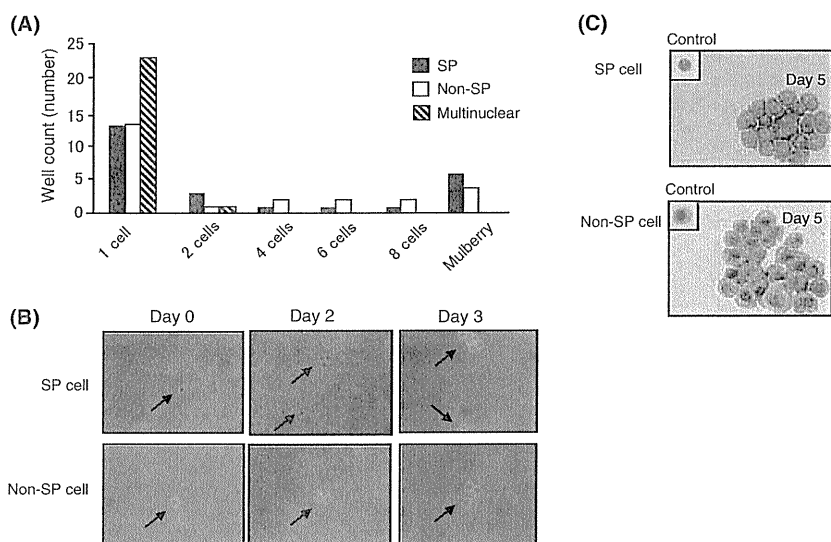 (A)
25
20
15
10
5
0
Well count (number)
SP
Non-SP
Multinuclear
1 cell
2 cells
4 cells
6 cells
8 cells
Mulberry
(B)
Day 0
Day 2
Day 3
SP cell
Non-SP cell
(C)
Control
SP cell
Day 5
Control
Non-SP cell
Day 5